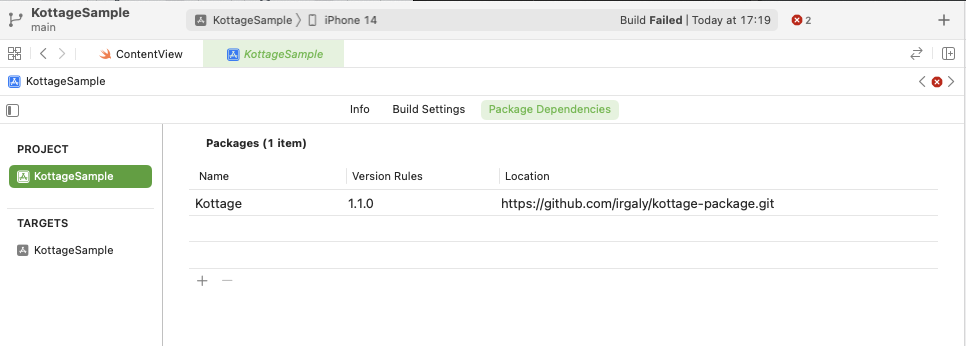 KottageSample
main
KottageSample 〉 iPhone 14
Build Failed | Today at 17:19
2
ContentView
KottageSample
KottageSample
Info
Build Settings
Package Dependencies
PROJECT
KottageSample
TARGETS
KottageSample
Packages (1 item)
Name Version Rules Location
Kottage 1.1.0 https://github.com/irgaly/kottage-package.git